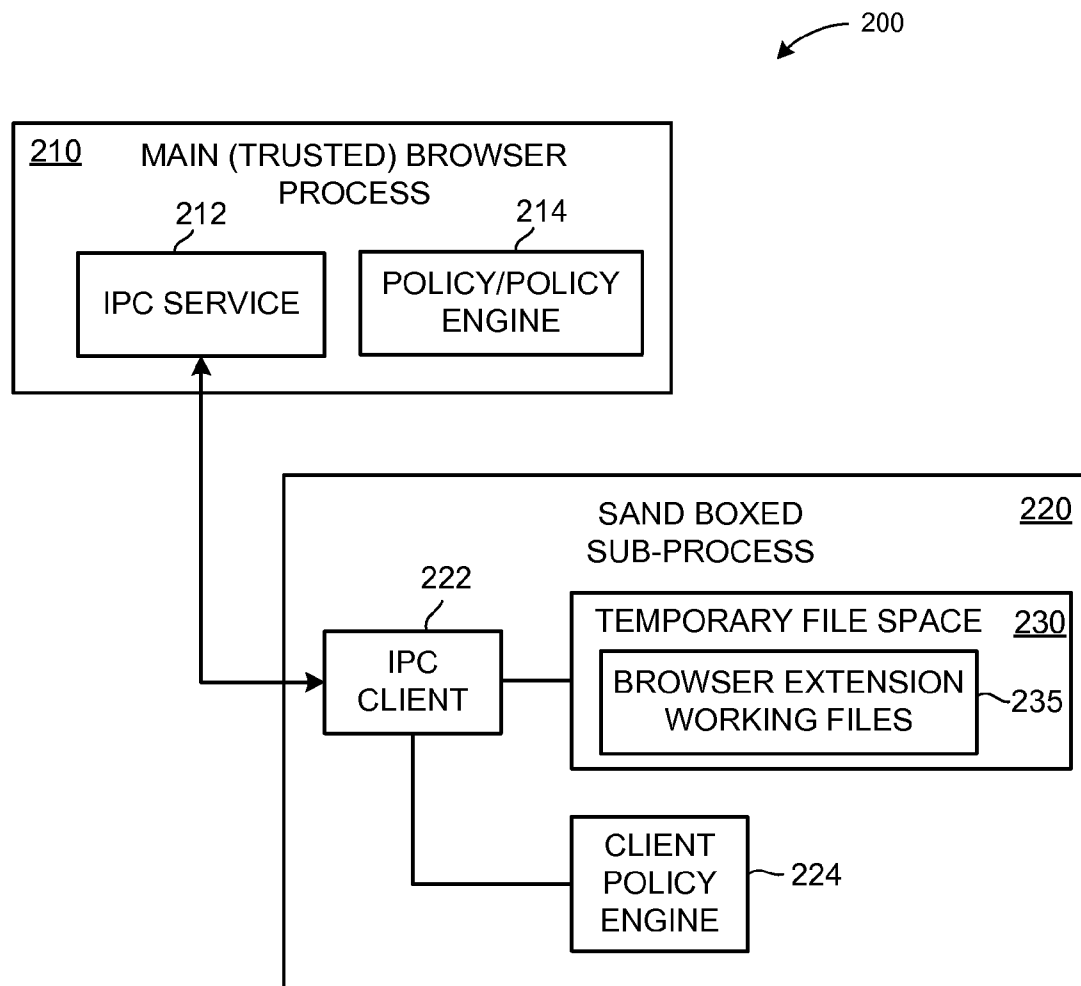 200
210
MAIN (TRUSTED) BROWSER
PROCESS
212
214
IPC SERVICE
POLICY/POLICY
ENGINE
SAND BOXED
SUB-PROCESS
220
222
IPC
CLIENT
TEMPORARY FILE SPACE
230
BROWSER EXTENSION
WORKING FILES
235
CLIENT
POLICY
ENGINE
224